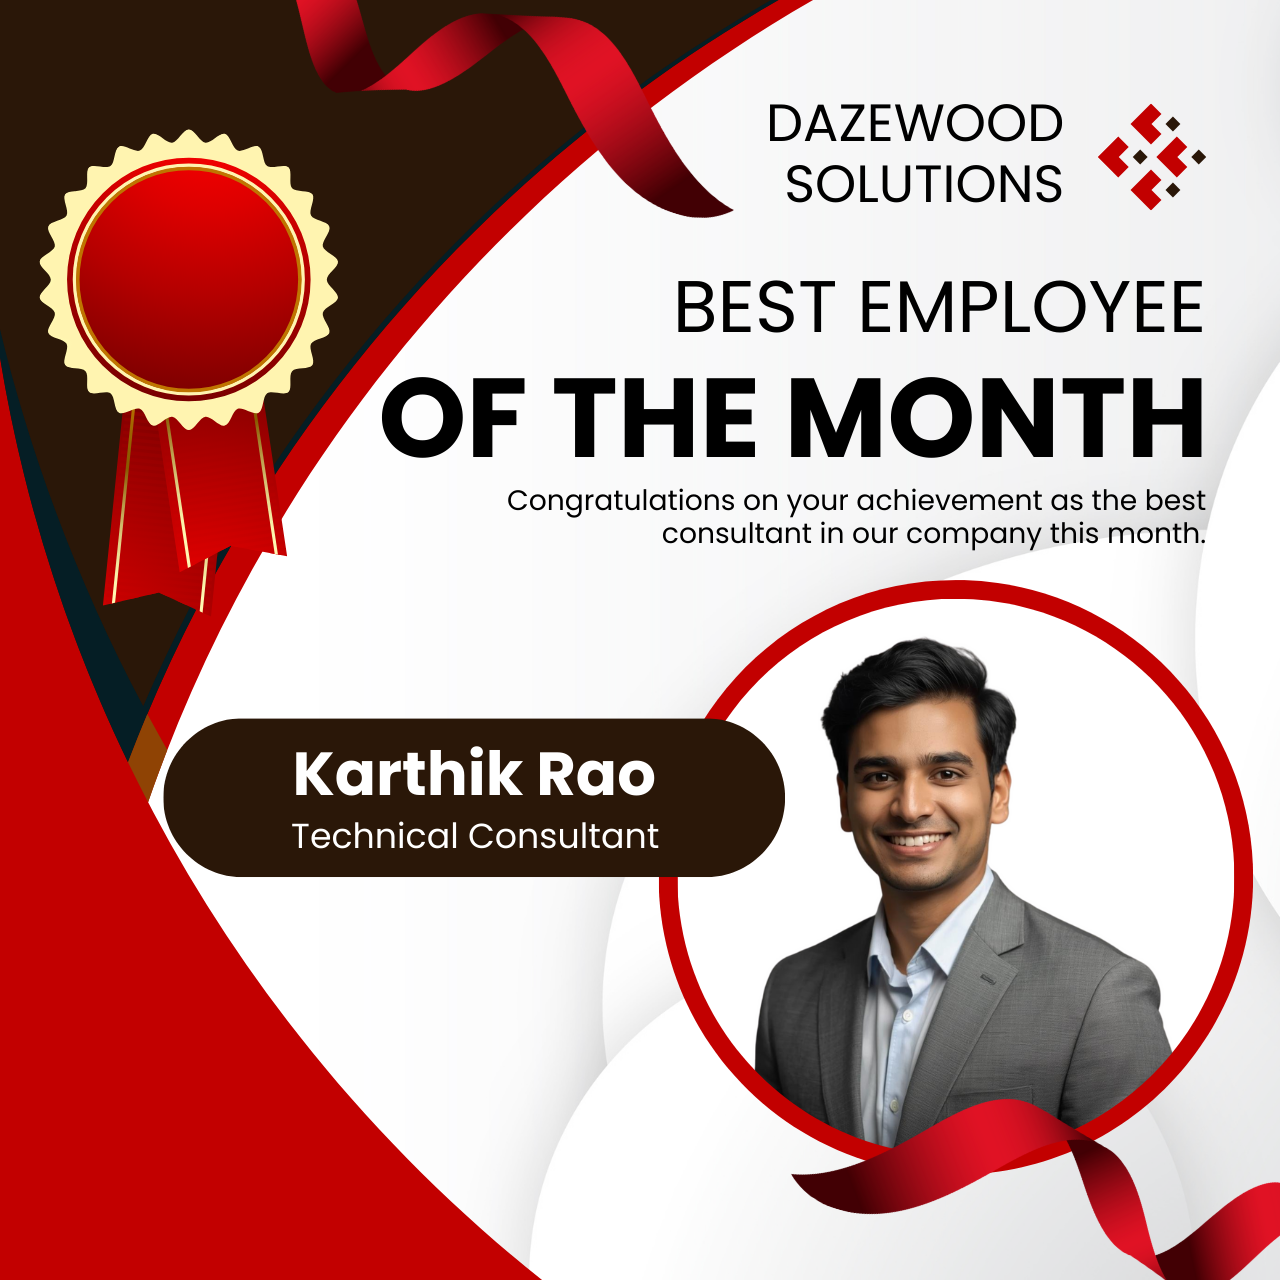 DAZEWOOD
SOLUTIONS
BEST EMPLOYEE
OF THE MONTH
Congratulations on your achievement as the best
consultant in our company this month.
Karthik Rao
Technical Consultant